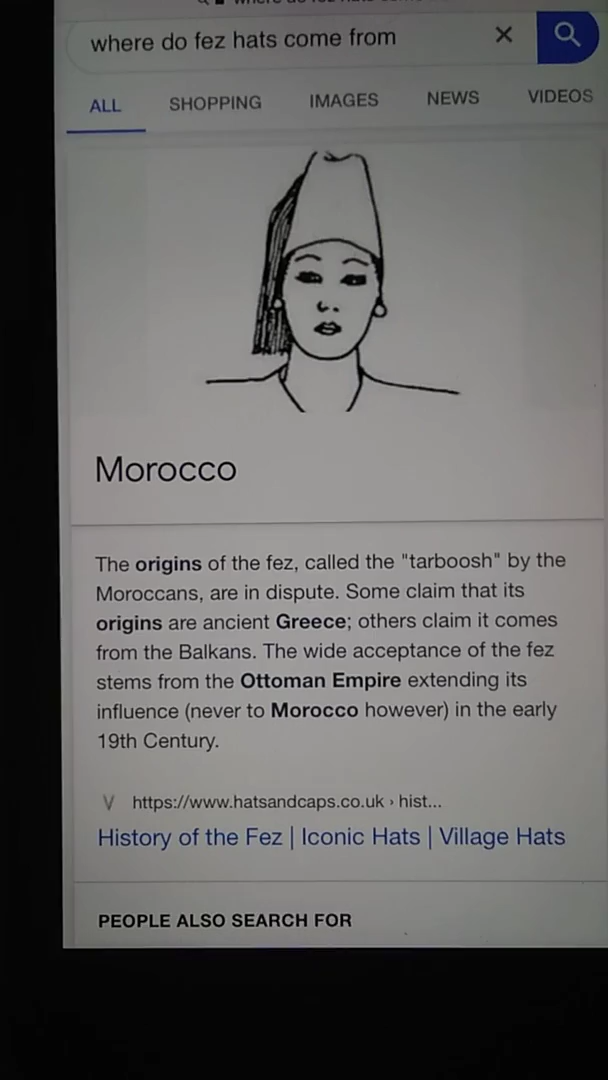 where do fez hats come from
ALL SHOPPING IMAGES NEWS VIDEOS
Morocco
The origins of the fez, called the "tarboosh" by the
Moroccans, are in dispute. Some claim that its
origins are ancient Greece; others claim it comes
from the Balkans. The wide acceptance of the fez
stems from the Ottoman Empire extending its
influence (never to Morocco however) in the early
19th Century.
V https://www.hatsandcaps.co.uk › hist...
History of the Fez | Iconic Hats | Village Hats
PEOPLE ALSO SEARCH FOR